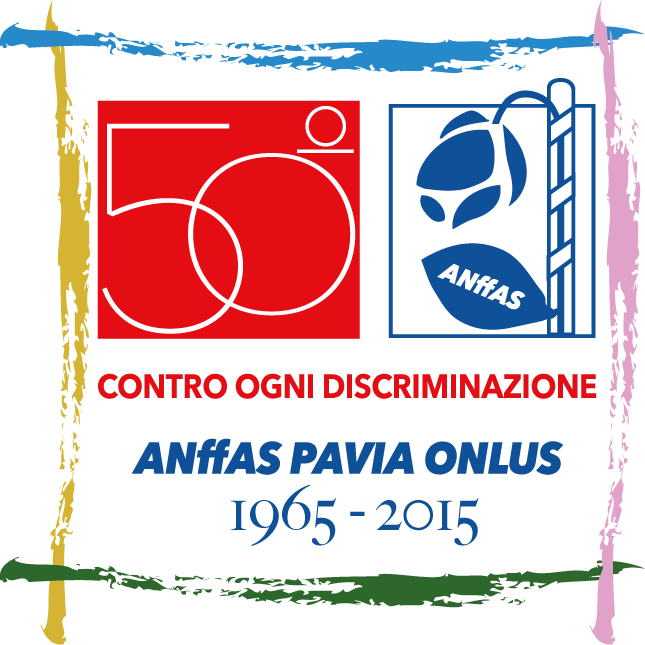 50°
ANffAS
CONTRO OGNI DISCRIMINAZIONE
ANffAS PAVIA ONLUS
1965 - 2015